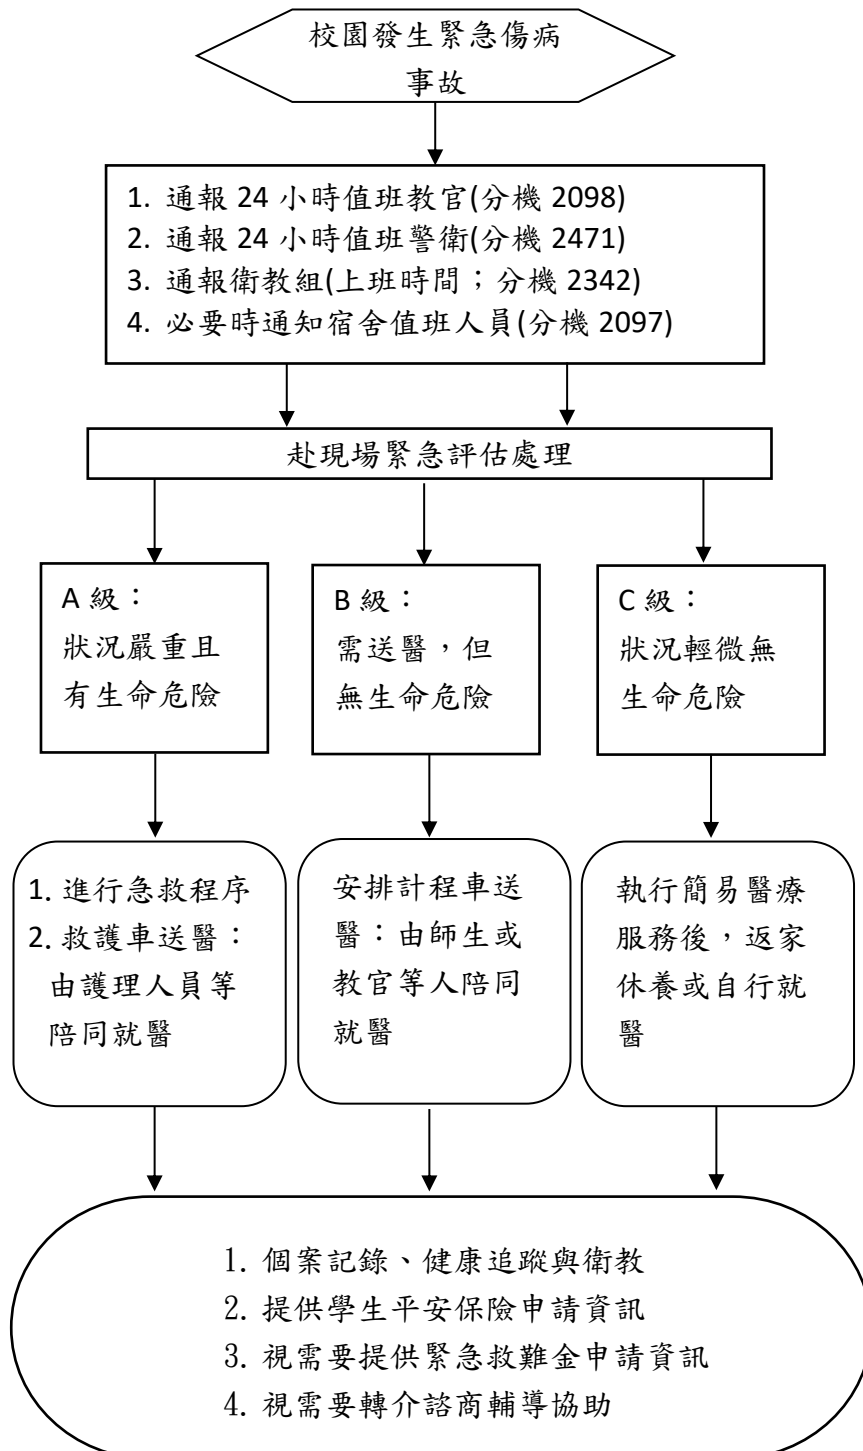 校園發生緊急傷病
事故
1. 通報 24 小時值班教官(分機 2098)
2. 通報 24 小時值班警衛(分機 2471)
3. 通報衛教組(上班時間；分機 2342)
4. 必要時通知宿舍值班人員(分機 2097)
赴現場緊急評估處理
A 級：
狀況嚴重且
有生命危險
B 級：
需送醫，但
無生命危險
C 級：
狀況輕微無
生命危險
1. 進行急救程序
2. 救護車送醫：
由護理人員等
陪同就醫
安排計程車送
醫：由師生或
教官等人陪同
就醫
執行簡易醫療
服務後，返家
休養或自行就
醫
1. 個案記錄、健康追蹤與衛教
2. 提供學生平安保險申請資訊
3. 視需要提供緊急救難金申請資訊
4. 視需要轉介諮商輔導協助